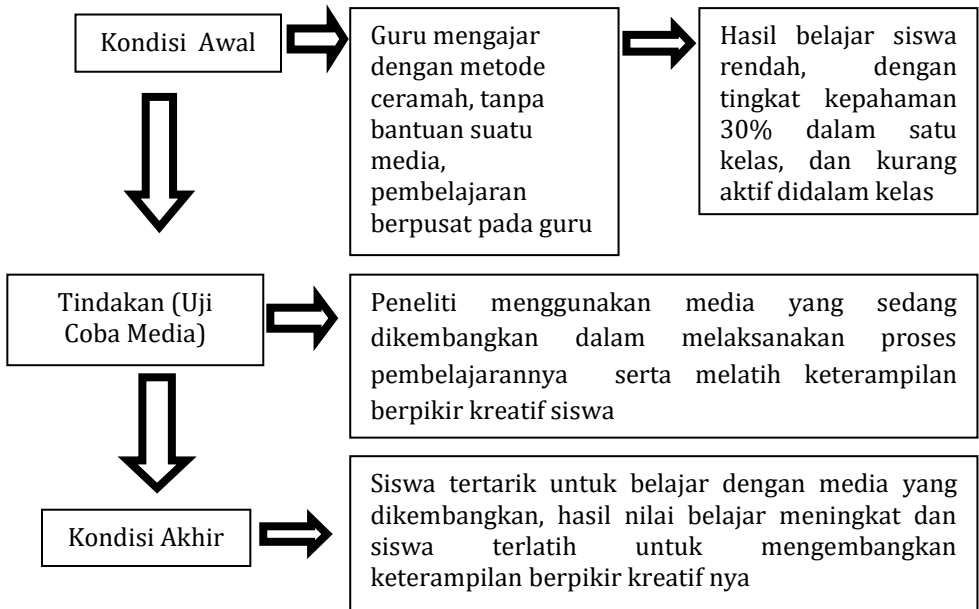 Kondisi Awal
Guru mengajar
dengan metode
ceramah, tanpa
bantuan suatu
media,
pembelajaran
berpusat pada guru
Hasil belajar siswa
rendah, dengan
tingkat kepahaman
30% dalam satu
kelas, dan kurang
aktif didalam kelas
Tindakan (Uji
Coba Media)
Peneliti menggunakan media yang sedang
dikembangkan dalam melaksanakan proses
pembelajarannya serta melatih keterampilan
berpikir kreatif siswa
Kondisi Akhir
Siswa tertarik untuk belajar dengan media yang
dikembangkan, hasil nilai belajar meningkat dan
siswa terlatih untuk mengembangkan
keterampilan berpikir kreatif nya